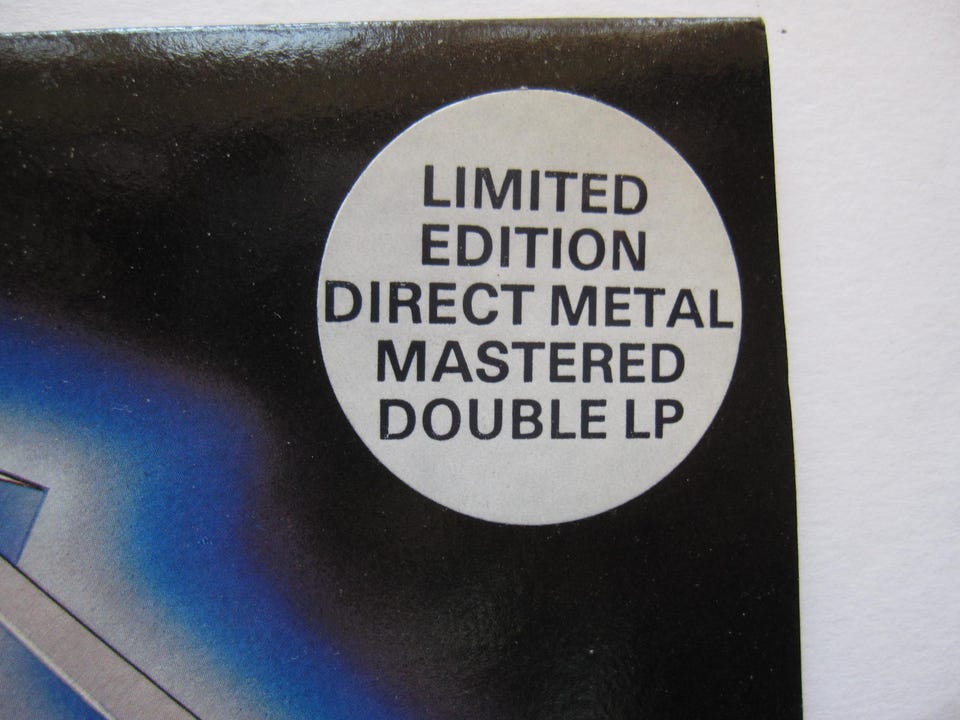 LIMITED
EDITION
DIRECT METAL
MASTERED
DOUBLE LP